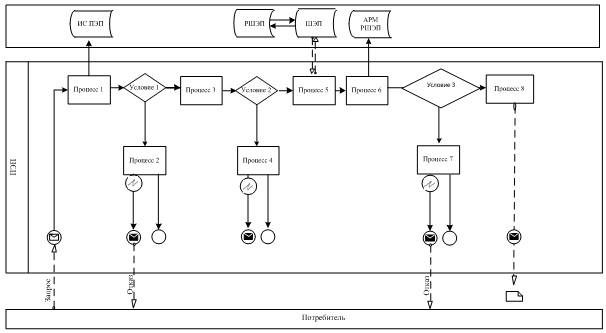 ИС ПЭП
РШЭП
ШЭП
АРМ
РШЭП
Процесс 1
Условие 1
Процесс 3
Условие 2
Процесс 5
Процесс 6
Условие 3
Процесс 8
Процесс 2
Процесс 4
Процесс 7
Запрос
Отказ
Отказ
Потребитель